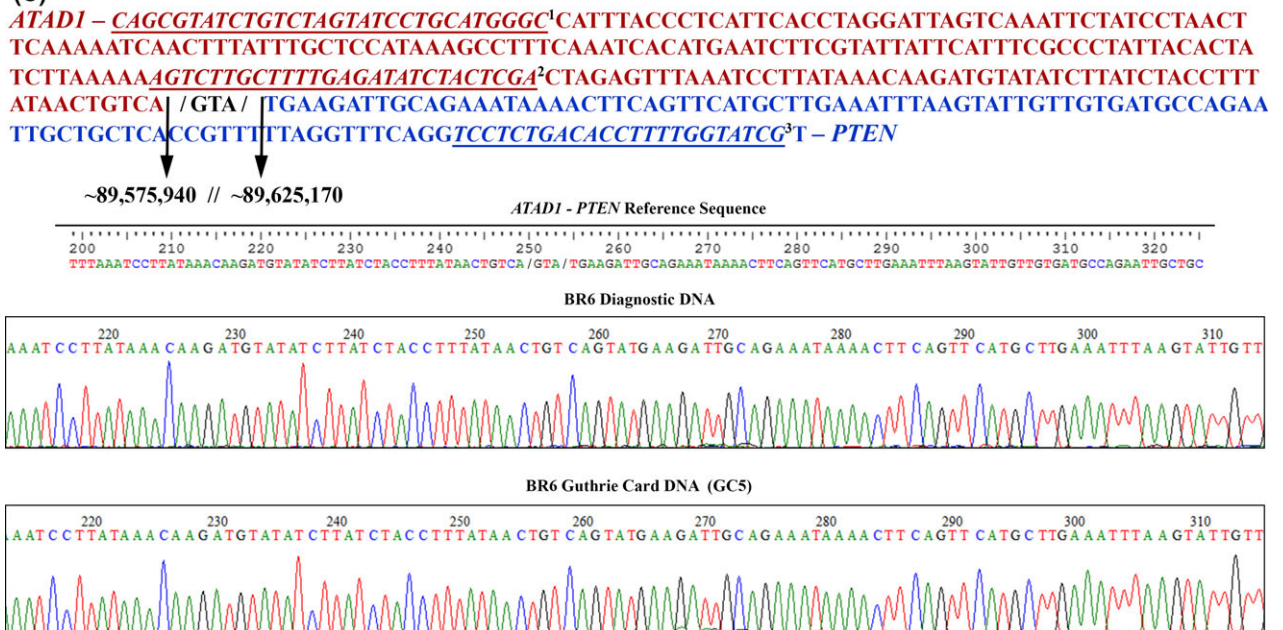 ATAD1 – CAGCGTATCTGTCTAGTATCCTGCATGGGC¹CATTTACCCTCATTCACCTAGGATTAGTCAAATTCTATCCTAACT
TCAAAAATCAACTTTATTTGCTCCATAAAGCCTTTCAAATCACATGAATCTTCGTATTATTCATTTCGCCCTATTACACTA
TCTTAAAAAAGTCTTGCTTTTGAGATATCTACTCGA²CTAGAGTTTAAATCCTTATAAACAAGATGTATATCTTATCTACCTTT
ATAACTGTCA / GTA / TGAAGATTGCAGAAATAAAACTTCAGTTCATGCTTGAAATTTAAGTATTGTTGTGATGCCAGAA
TTGCTGCTCACCGTTTTTAGGTTTCAGGTCCTCTGACACCTTTTGGTATCG³T – PTEN
~89,575,940 // ~89,625,170
ATAD1 - PTEN Reference Sequence
200 210 220 230 240 250 260 270 280 290 300 310 320
TTTAAATCCTTATAAACAAGATGTATATCTTATCTACCTTTATAACTGTCA/GTA/TGAAGATTGCAGAAATAAAACTTCAGTTCATGCTTGAAATTTAAGTATTGTTGTGATGCCAGAATTGCTGC
BR6 Diagnostic DNA
220 230 240 250 260 270 280 290 300 310
AAATCCTTATAAACAAGATGTATATCTTATCTACCTTTATAACTGTCAGTATGAAGATTGCAGAAATAAAACTTCAGTTCATGCTTGAAATTTAAGTATTGTT
BR6 Guthrie Card DNA (GC5)
220 230 240 250 260 270 280 290 300 310
AATCCTTATAAACAAGATGTATATCTTATCTACCTTTATAACTGTCAGTATGAAGATTGCAGAAATAAAACTTCAGTTCATGCTTGAAATTTAAGTATTGTT